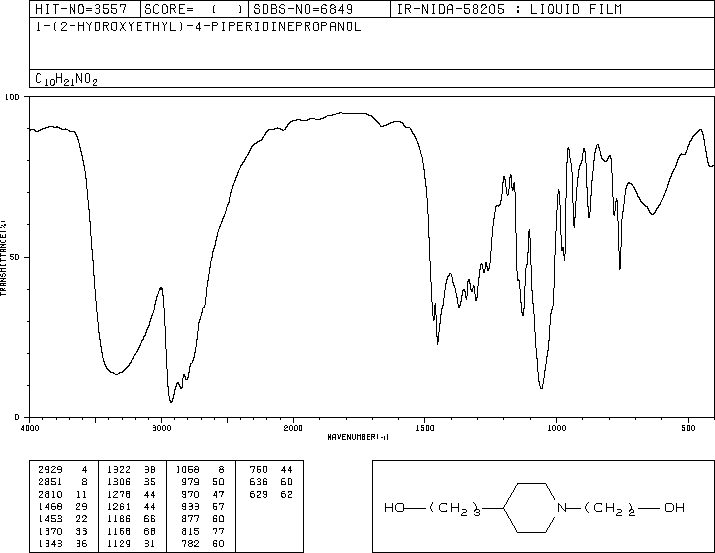 HIT-NO=3557 SCORE= ( ) SDBS-NO=6849 IR-NIDA-58205 : LIQUID FILM
1-(2-HYDROXYETHYL)-4-PIPERIDINEPROPANOL
C10H21NO2
100
50
0
TRANSMITTANCE(%)
4000 3000 2000 1500 1000 500
WAVENUMBER(-1)
2929 4 1322 38 1058 8 760 44
2851 8 1306 35 979 50 636 60
2810 11 1278 44 970 47 629 62
1468 29 1261 44 933 57
1453 22 1186 66 877 60
1370 33 1168 68 815 77
1343 36 1129 31 782 60
HO—(C)3 N—(C)2—OH